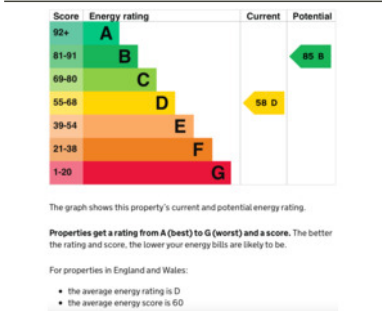 Score Energy rating Current Potential
92+ A
81-91 B 85 B
69-80 C
55-68 D 58 D
39-54 E
21-38 F
1-20 G
The graph shows this property's current and potential energy rating.
Properties get a rating from A (best) to G (worst) and a score. The better
the rating and score, the lower your energy bills are likely to be.
For properties in England and Wales:
• the average energy rating is D
• the average energy score is 60